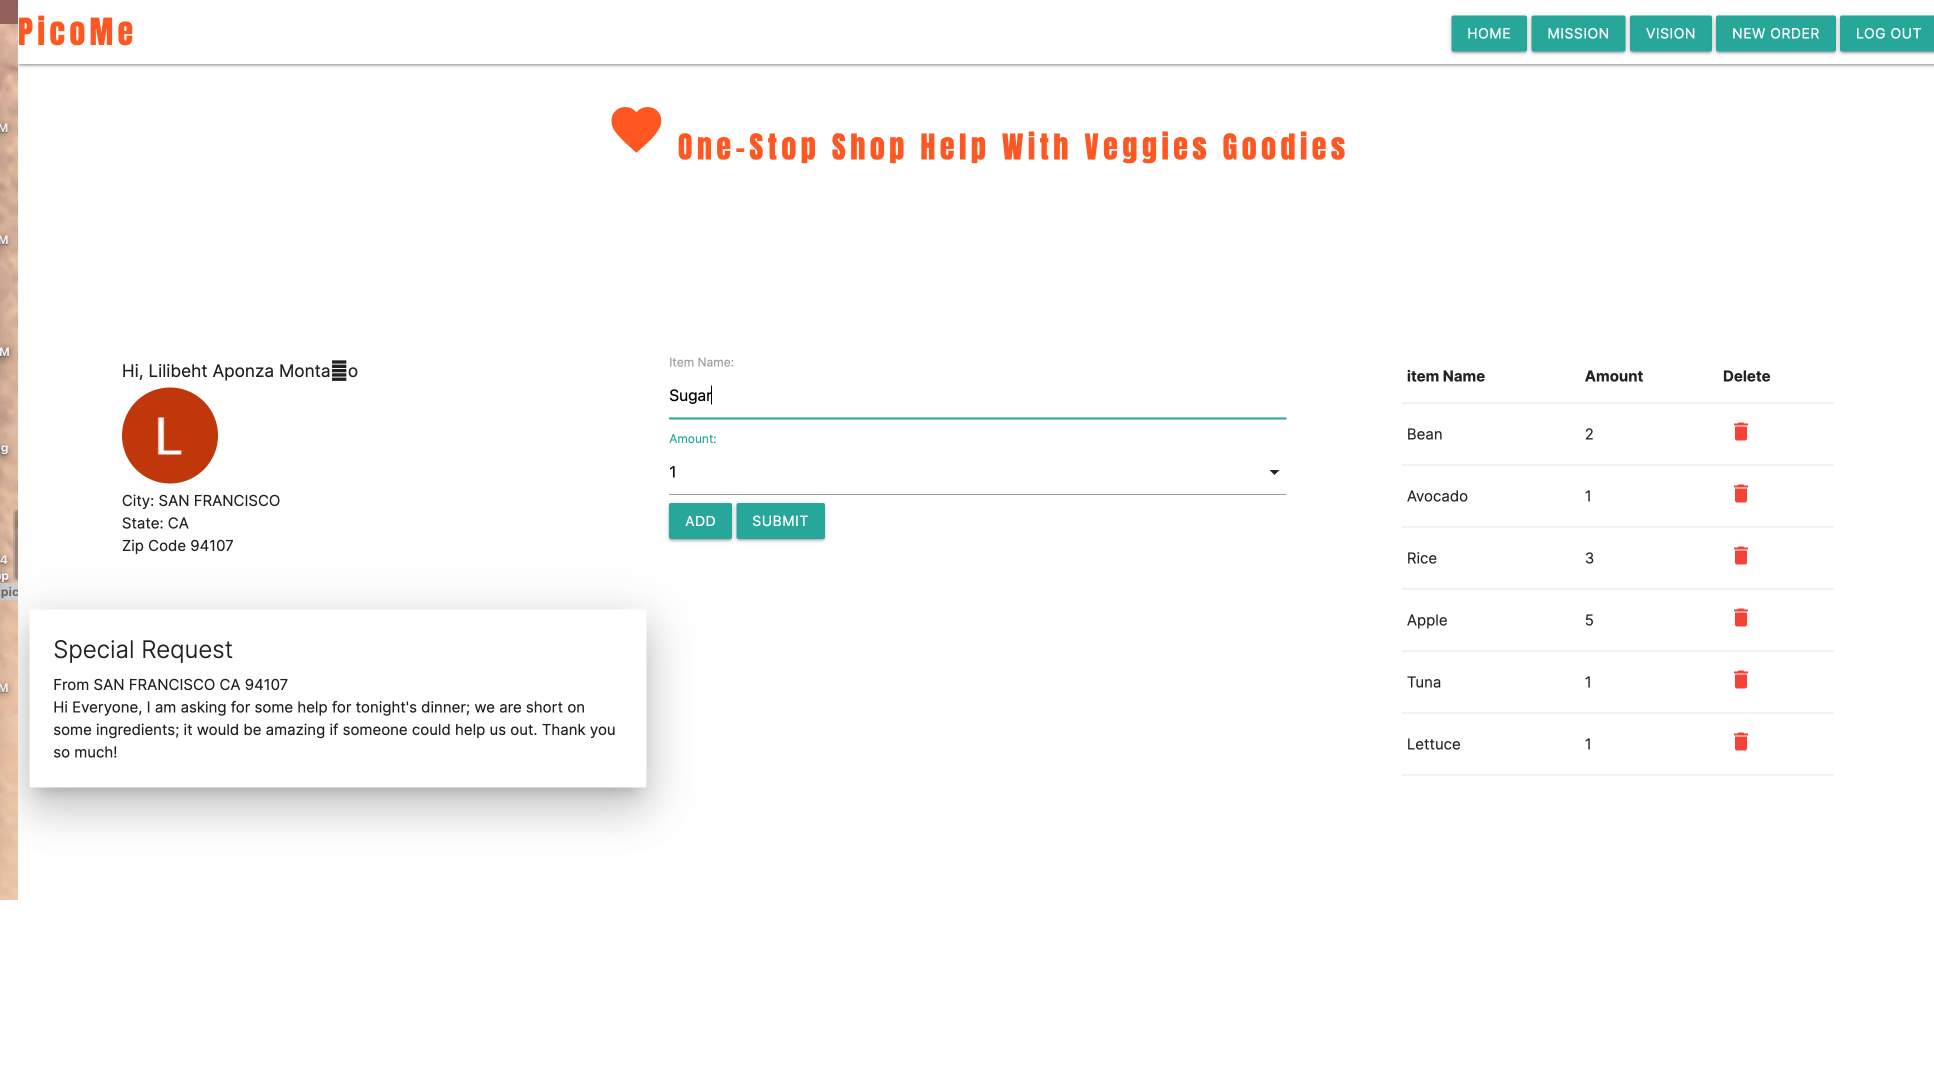 PicoMe
HOME MISSION VISION NEW ORDER LOG OUT
One-Stop Shop Help With Veggies Goodies
Hi, Lilibeht Aponza Monta▤o
L
City: SAN FRANCISCO
State: CA
Zip Code 94107
Special Request
From SAN FRANCISCO CA 94107
Hi Everyone, I am asking for some help for tonight's dinner; we are short on
some ingredients; it would be amazing if someone could help us out. Thank you
so much!
Item Name:
Sugar
Amount:
1
ADD SUBMIT
item Name Amount Delete
Bean 2
Avocado 1
Rice 3
Apple 5
Tuna 1
Lettuce 1
M
M
M
g
4
pic
M